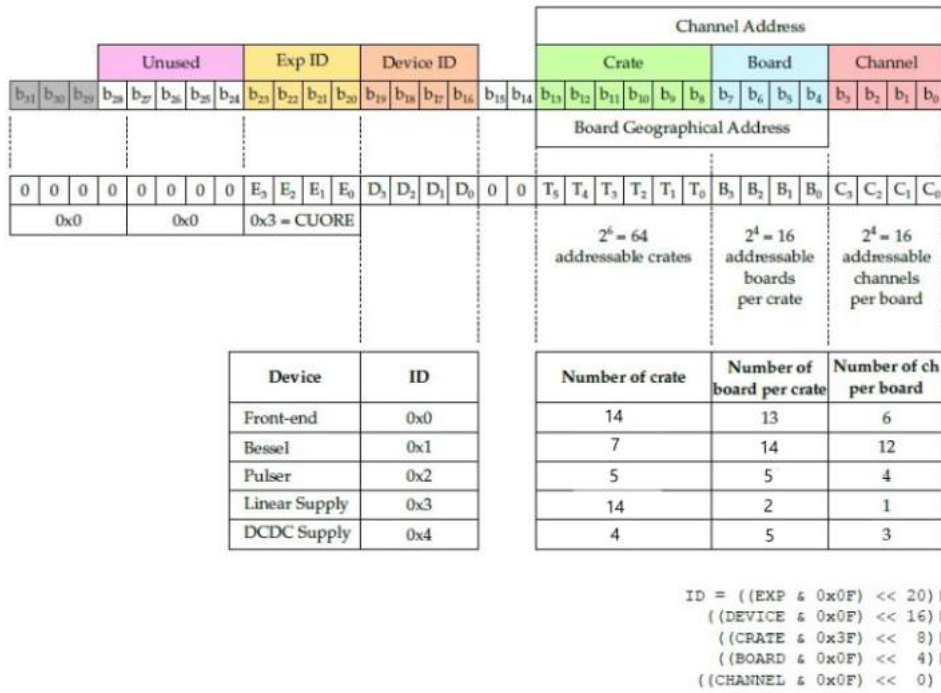 Channel Address
Unused Exp ID Device ID Crate Board Channel
b31 b30 b29 b28 b27 b26 b25 b24 b23 b22 b21 b20 b19 b18 b17 b16 b15 b14 b13 b12 b11 b10 b9 b8 b7 b6 b5 b4 b3 b2 b1 b0
Board Geographical Address
0 0 0 0 0 0 0 0 E3 E2 E1 E0 D3 D2 D1 D0 0 0 T5 T4 T3 T2 T1 T0 B3 B2 B1 B0 C3 C2 C1 C0
0x0 0x0 0x3 = CUORE
2^6 = 64 2^4 = 16 2^4 = 16
addressable crates addressable addressable
boards channels
per crate per board
Device ID Number of crate Number of board per crate Number of ch per board
Front-end 0x0 14 13 6
Bessel 0x1 7 14 12
Pulser 0x2 5 5 4
Linear Supply 0x3 14 2 1
DCDC Supply 0x4 4 5 3
ID = ((EXP & 0x0F) << 20)|
((DEVICE & 0x0F) << 16)|
((CRATE & 0x3F) << 8)|
((BOARD & 0x0F) << 4)|
((CHANNEL & 0x0F) << 0)